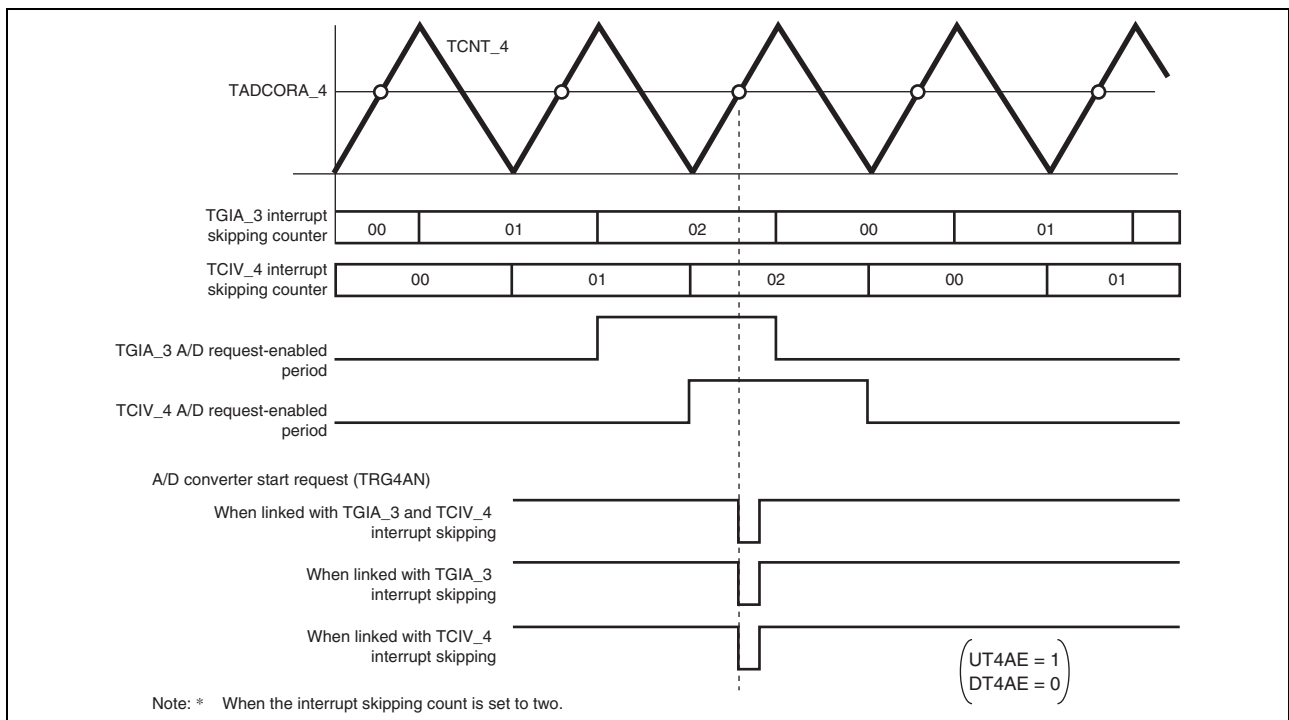 TCNT_4
TADCORA_4
TGIA_3 interrupt
skipping counter
00 01 02 00 01
TCIV_4 interrupt
skipping counter
00 01 02 00 01
TGIA_3 A/D request-enabled
period
TCIV_4 A/D request-enabled
period
A/D converter start request (TRG4AN)
When linked with TGIA_3 and TCIV_4
interrupt skipping
When linked with TGIA_3
interrupt skipping
When linked with TCIV_4
interrupt skipping
UT4AE = 1
DT4AE = 0
Note: * When the interrupt skipping count is set to two.